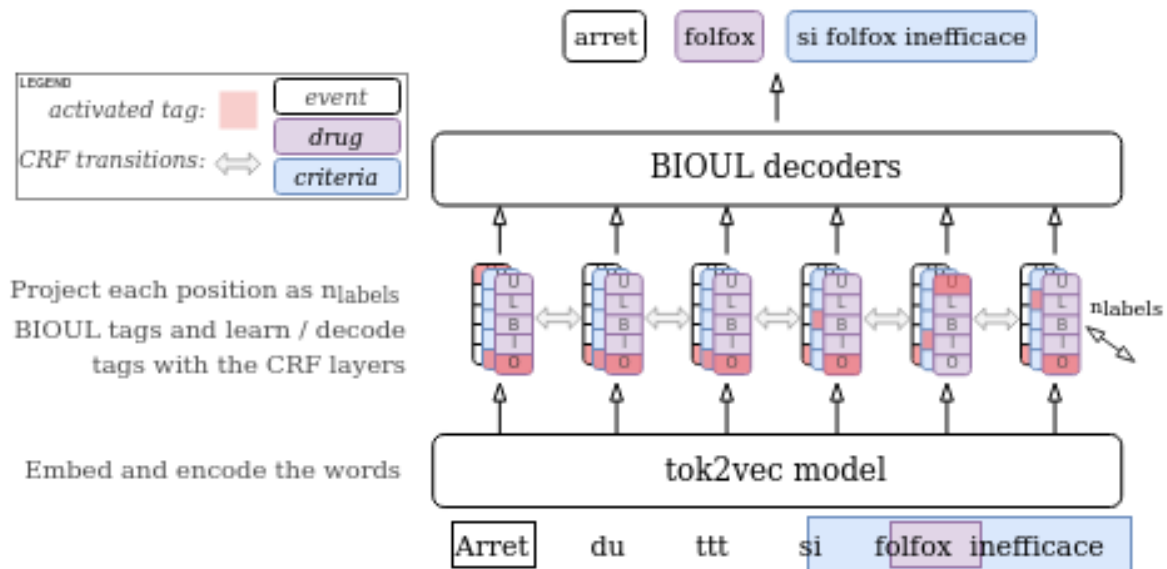 arret folfox si folfox inefficace
LEGEND
activated tag: event
drug
CRF transitions:
criteria
BIOUL decoders
Project each position as nlabels
BIOUL tags and learn / decode
tags with the CRF layers
U U U U U U
L L L L L L
B B B B B B
I I I I I I
O O O O O O
nlabels
Embed and encode the words
tok2vec model
Arret du ttt si folfox inefficace